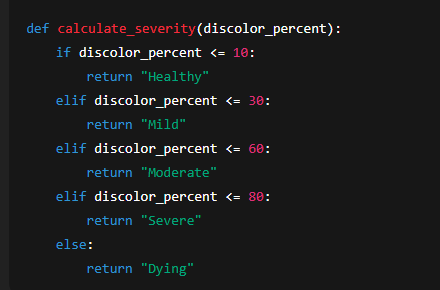 def calculate_severity(discolor_percent):
    if discolor_percent <= 10:
        return "Healthy"
    elif discolor_percent <= 30:
        return "Mild"
    elif discolor_percent <= 60:
        return "Moderate"
    elif discolor_percent <= 80:
        return "Severe"
    else:
        return "Dying"